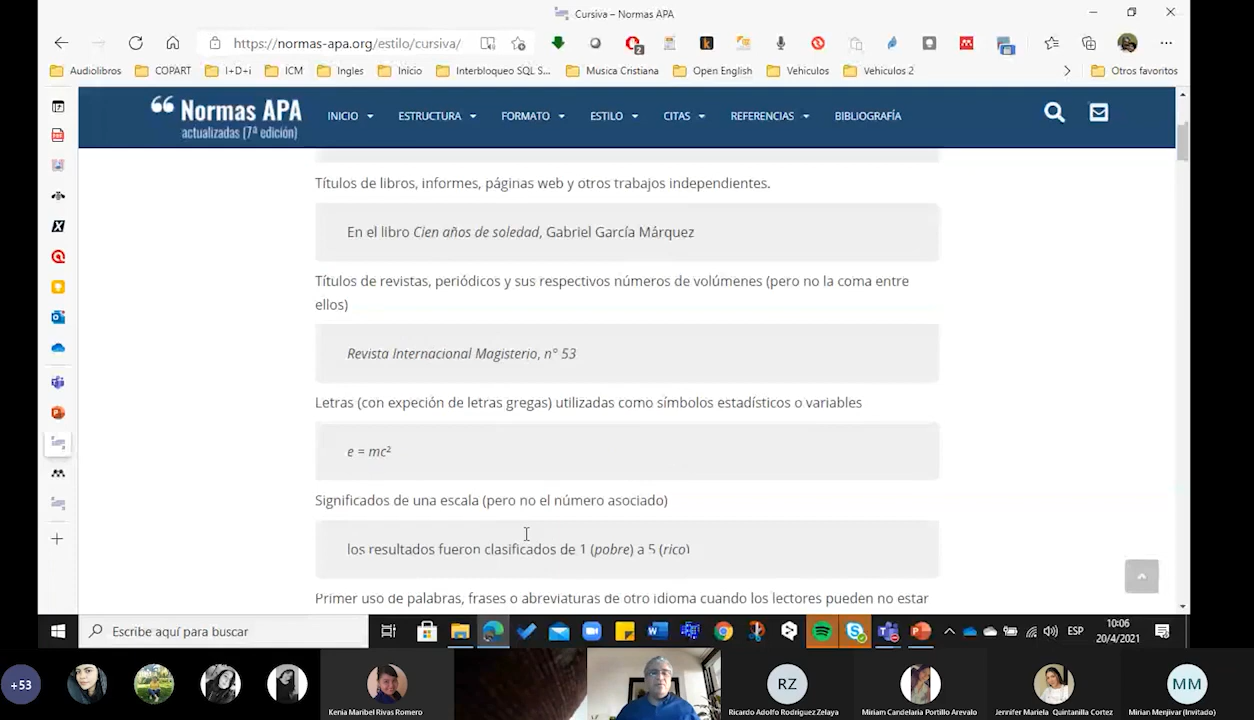 Cursiva – Normas APA
https://normas-apa.org/estilo/cursiva/
2
Audiolibros
COPART
I+D+i
ICM
Ingles
Inicio
Interbloqueo SQL S...
Musica Cristiana
Open English
Vehiculos
Vehiculos 2
Otros favoritos
“ Normas APA
actualizadas (7ª edición)
INICIO
ESTRUCTURA
FORMATO
ESTILO
CITAS
REFERENCIAS
BIBLIOGRAFÍA
Títulos de libros, informes, páginas web y otros trabajos independientes.
En el libro Cien años de soledad, Gabriel García Márquez
Títulos de revistas, periódicos y sus respectivos números de volúmenes (pero no la coma entre
ellos)
Revista Internacional Magisterio, n° 53
Letras (con expeción de letras gregas) utilizadas como símbolos estadísticos o variables
e = mc²
Significados de una escala (pero no el número asociado)
los resultados fueron clasificados de 1 (pobre) a 5 (rico)
Primer uso de palabras, frases o abreviaturas de otro idioma cuando los lectores pueden no estar
Escribe aquí para buscar
ESP
10:06
20/4/2021
+53
Kenia Maribel Rivas Romero
RZ
Ricardo Adolfo Rodriguez Zelaya
Miriam Candelaria Portillo Arevalo
Jennifer Mariela Quintanilla Cortez
MM
Mirian Menjivar (Invitado)